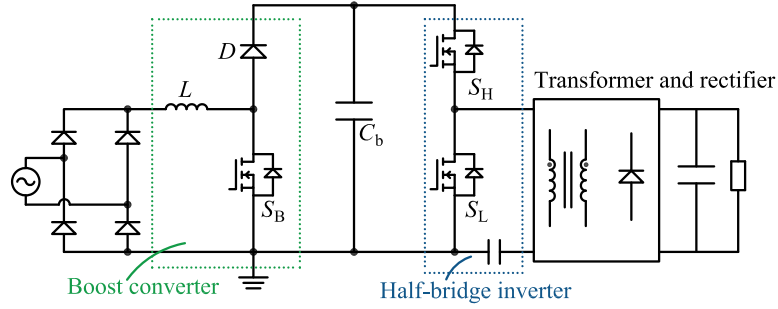 D
S_H
Transformer and rectifier
L
C_b
S_B
S_L
Boost converter
Half-bridge inverter